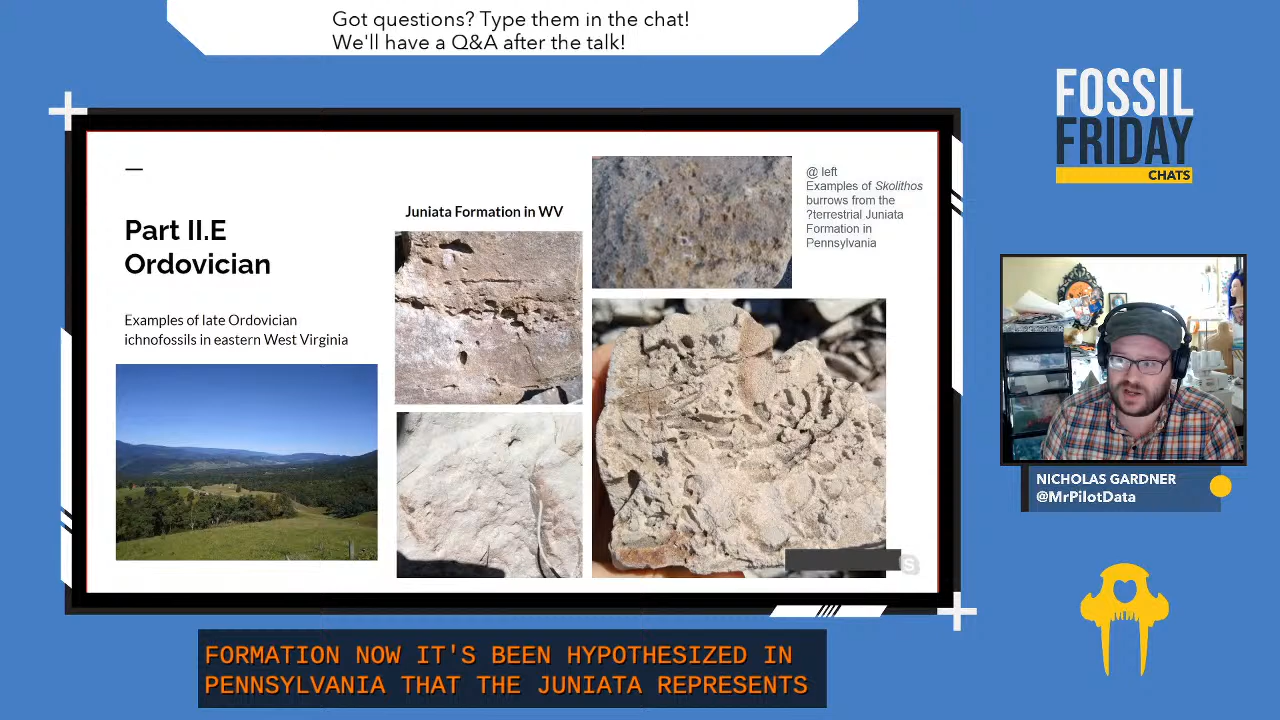 Got questions? Type them in the chat!
We'll have a Q&A after the talk!
FOSSIL
FRIDAY
CHATS
Part II.E
Ordovician
Examples of late Ordovician
ichnofossils in eastern West Virginia
Juniata Formation in WV
@ left
Examples of Skolithos
burrows from the
?terrestrial Juniata
Formation in
Pennsylvania
S
NICHOLAS GARDNER
@MrPilotData
FORMATION NOW IT'S BEEN HYPOTHESIZED IN
PENNSYLVANIA THAT THE JUNIATA REPRESENTS